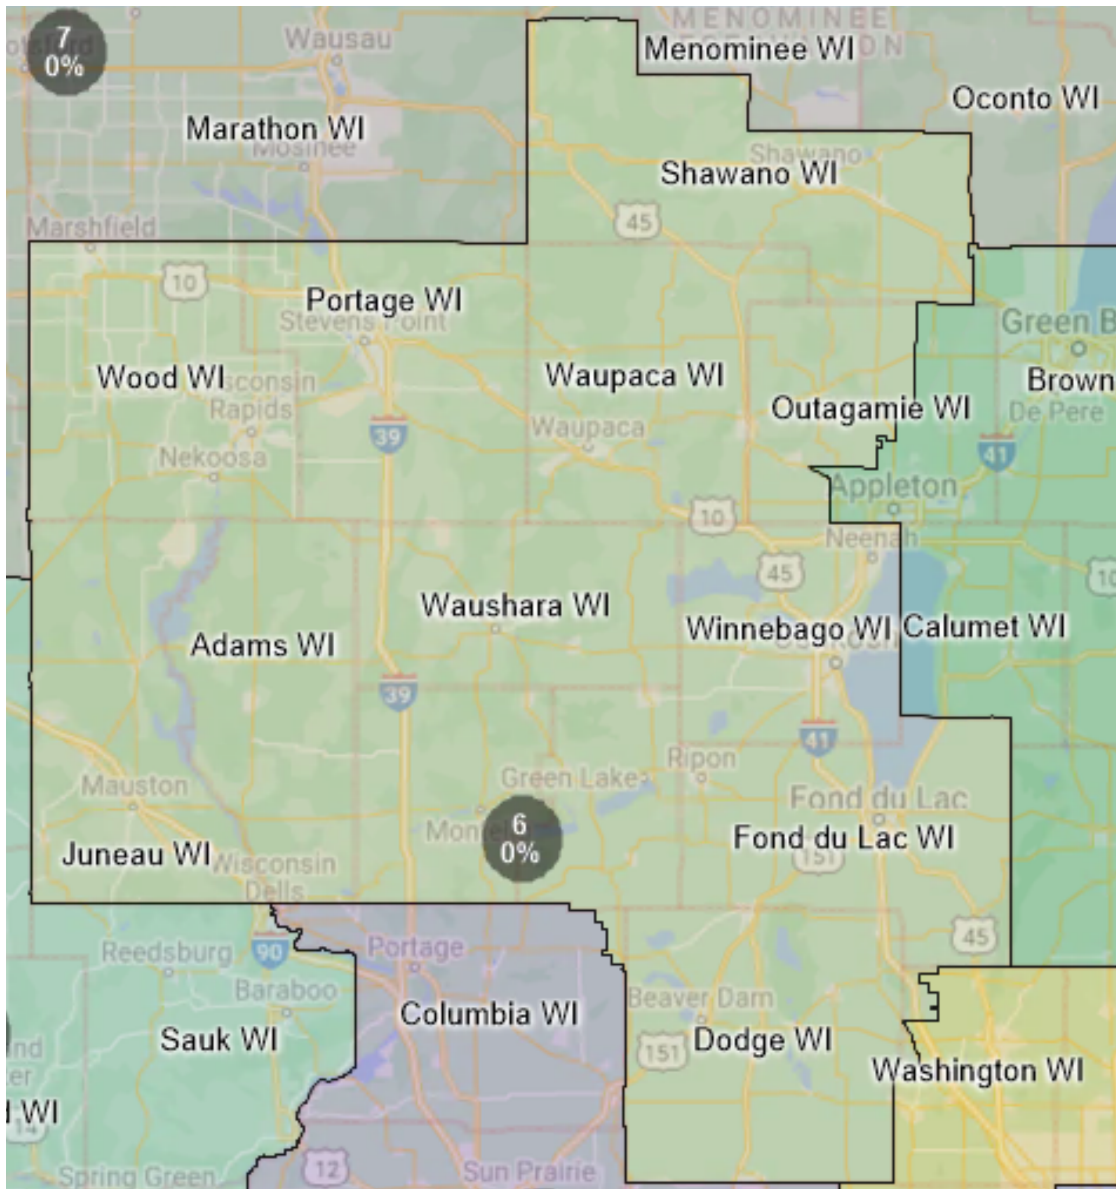 7
0%
Wausau
MENOMINEE
Menominee WI
Oconto WI
Marathon WI
Mosinee
Shawano
Shawano WI
Marshfield
45
10
Portage WI
Stevens Point
Green B
Wood WI
Waupaca WI
Brown
Rapids
Outagamie WI
De Pere
39
Waupaca
41
Nekoosa
Appleton
10
Neenah
45
10
Waushara WI
Adams WI
Winnebago WI
Calumet WI
39
41
Ripon
Mauston
Green Lake
Fond du Lac
6
0%
Juneau WI
Fond du Lac WI
151
Wisconsin
Dells
45
Reedsburg
90
Portage
Baraboo
Beaver Dam
Columbia WI
Sauk WI
Dodge WI
151
Washington WI
WI
14
12
Spring Green
Sun Prairie